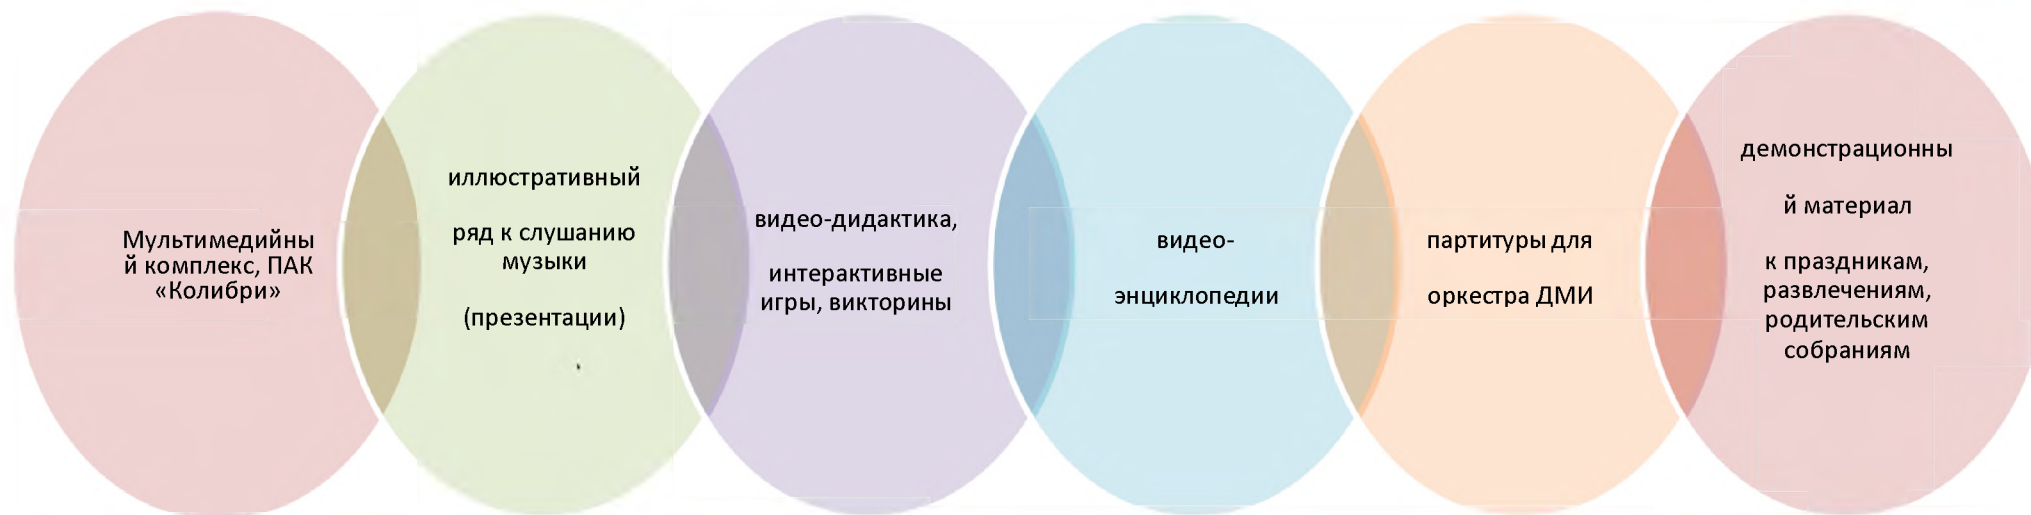 Мультимедийны
й комплекс, ПАК
«Колибри»
иллюстративный
ряд к слушанию
музыки
(презентации)
видео-дидактика,
интерактивные
игры, викторины
видео-
энциклопедии
партитуры для
оркестра ДМИ
демонстрационны
й материал
к праздникам,
развлечениям,
родительским
собраниям